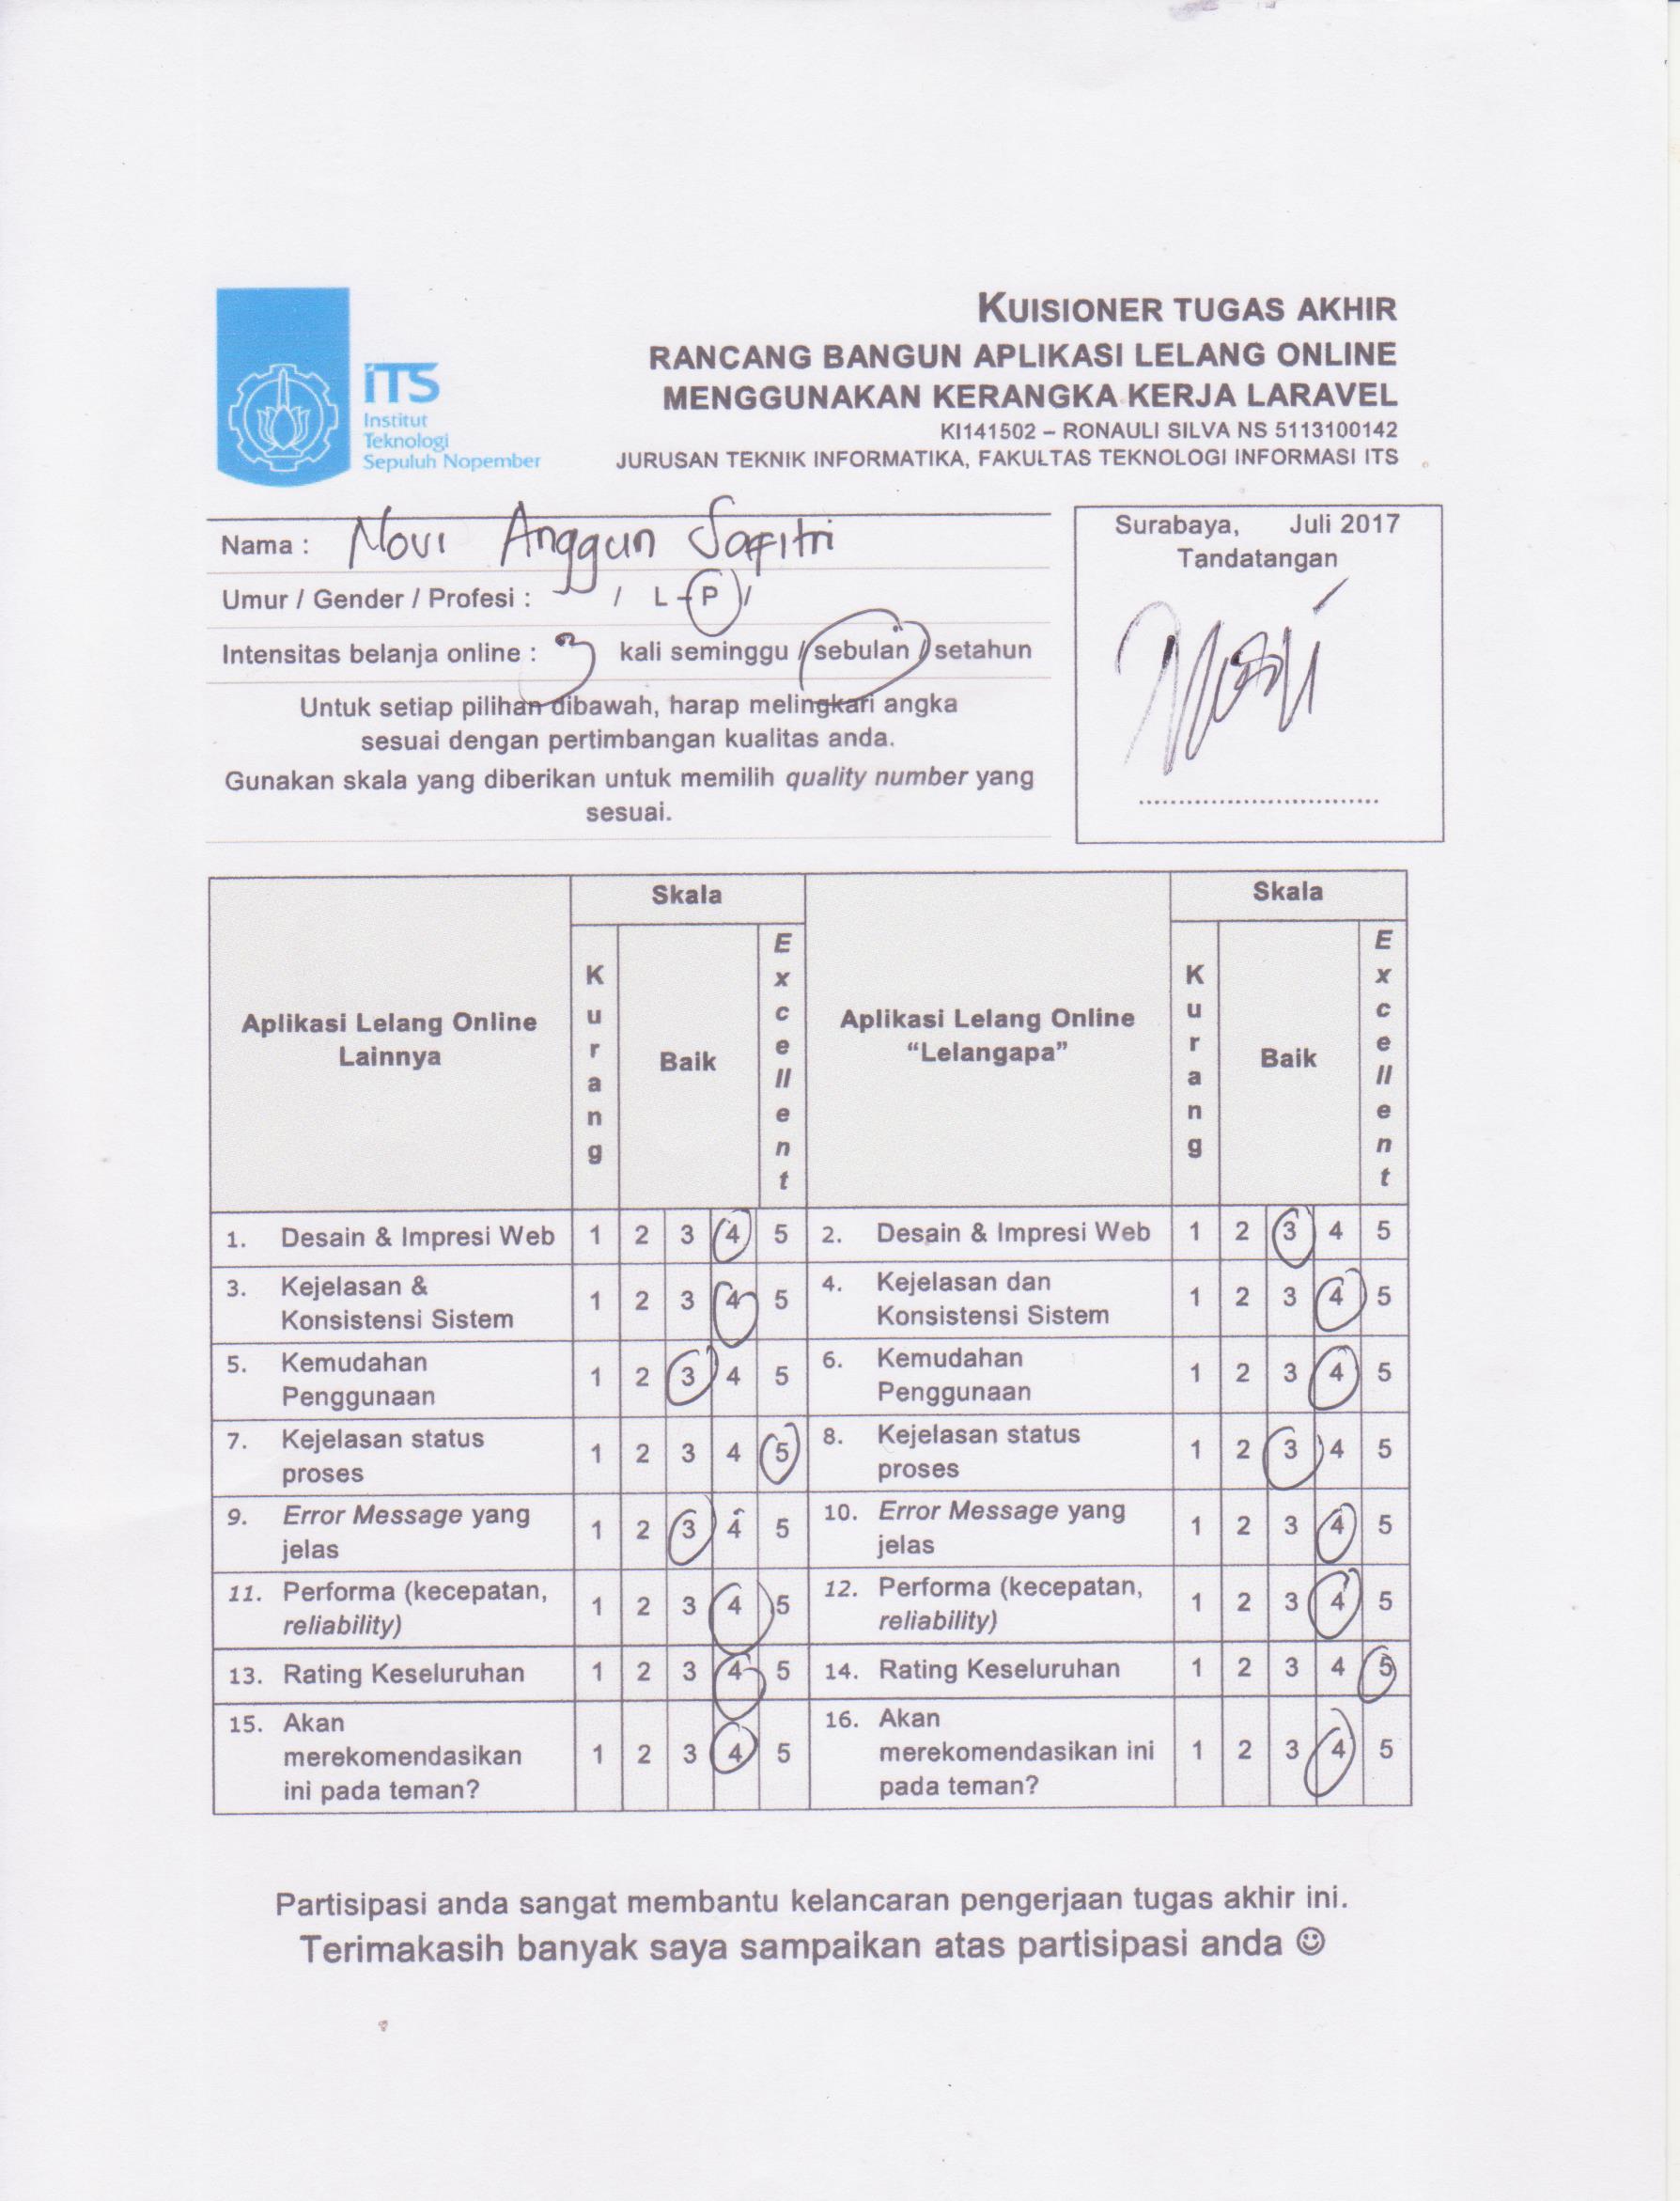 iTS
Institut
Teknologi
Sepuluh Nopember
KUISIONER TUGAS AKHIR
RANCANG BANGUN APLIKASI LELANG ONLINE
MENGGUNAKAN KERANGKA KERJA LARAVEL
KI141502 – RONAULI SILVA NS 5113100142
JURUSAN TEKNIK INFORMATIKA, FAKULTAS TEKNOLOGI INFORMASI ITS
Nama : Novi Anggun Safitri
Umur / Gender / Profesi : / L – P /
Intensitas belanja online : 3 kali seminggu / sebulan / setahun
Untuk setiap pilihan dibawah, harap melingkari angka
sesuai dengan pertimbangan kualitas anda.
Gunakan skala yang diberikan untuk memilih quality number yang
sesuai.
Surabaya, Juli 2017
Tandatangan
Novi
Aplikasi Lelang Online
Lainnya
Skala
Kurang
Baik
Excellent
Aplikasi Lelang Online
“Lelangapa”
Skala
Kurang
Baik
Excellent
1. Desain & Impresi Web 1 2 3 4 5
2. Desain & Impresi Web 1 2 3 4 5
3. Kejelasan &
Konsistensi Sistem 1 2 3 4 5
4. Kejelasan dan
Konsistensi Sistem 1 2 3 4 5
5. Kemudahan
Penggunaan 1 2 3 4 5
6. Kemudahan
Penggunaan 1 2 3 4 5
7. Kejelasan status
proses 1 2 3 4 5
8. Kejelasan status
proses 1 2 3 4 5
9. Error Message yang
jelas 1 2 3 4 5
10. Error Message yang
jelas 1 2 3 4 5
11. Performa (kecepatan,
reliability) 1 2 3 4 5
12. Performa (kecepatan,
reliability) 1 2 3 4 5
13. Rating Keseluruhan 1 2 3 4 5
14. Rating Keseluruhan 1 2 3 4 5
15. Akan
merekomendasikan 1 2 3 4 5
ini pada teman?
16. Akan
merekomendasikan ini 1 2 3 4 5
pada teman?
Partisipasi anda sangat membantu kelancaran pengerjaan tugas akhir ini.
Terimakasih banyak saya sampaikan atas partisipasi anda ☺